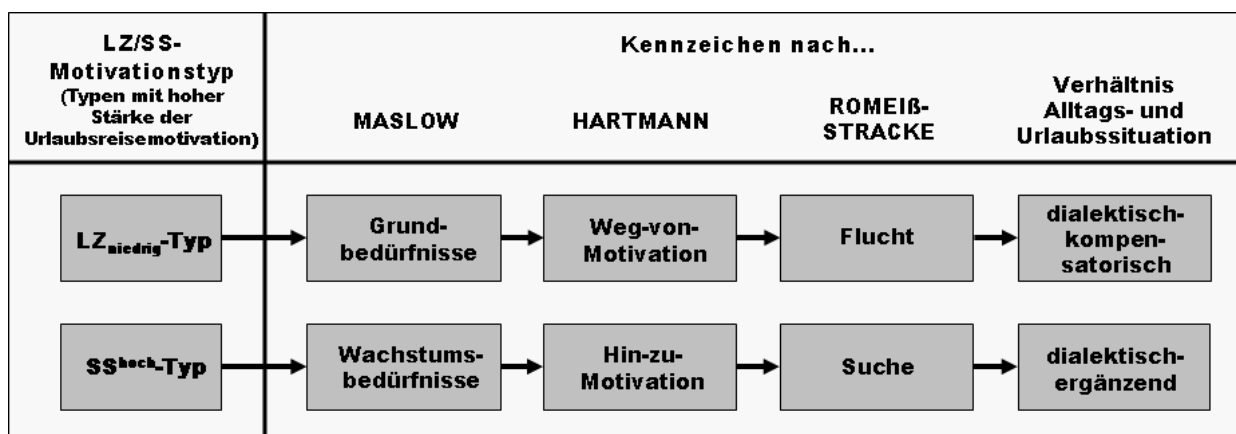 LZ/SS-
Motivationstyp
(Typen mit hoher
Stärke der
Urlaubsreisemotivation)
Kennzeichen nach...
MASLOW
HARTMANN
ROMEIß-
STRACKE
Verhältnis
Alltags- und
Urlaubssituation
LZniedrig-Typ
Grund-
bedürfnisse
Weg-von-
Motivation
Flucht
dialektisch-
kompen-
satorisch
SShoch-Typ
Wachstums-
bedürfnisse
Hin-zu-
Motivation
Suche
dialektisch-
ergänzend